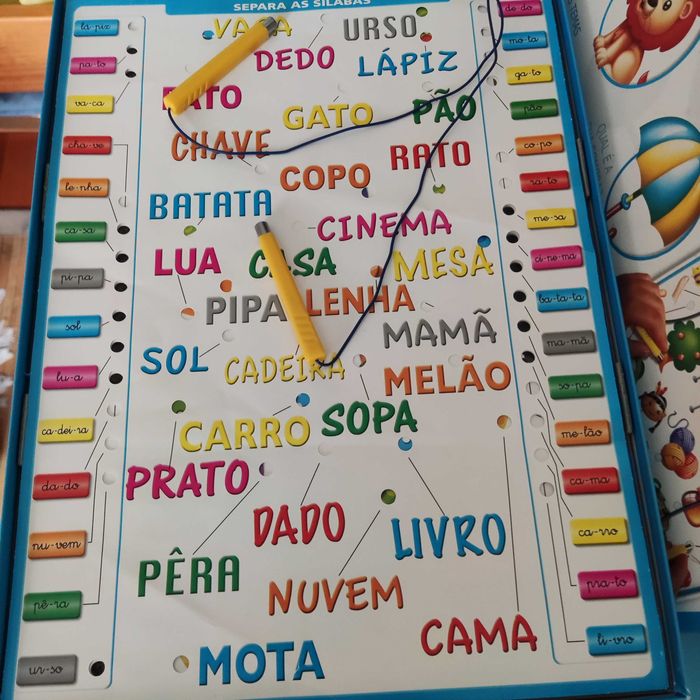 SEPARA AS SÍLABAS
VACA
URSO
DEDO
LÁPIZ
PATO
GATO
PÃO
CHAVE
RATO
COPO
BATATA
CINEMA
LUA
CASA
MESA
PIPA
LENHA
MAMÃ
SOL
CADEIRA
MELÃO
CARRO
SOPA
PRATO
DADO
LIVRO
PÊRA
NUVEM
CAMA
MOTA
lá-piz
pa-to
va-ca
cha-ve
le-nha
ca-sa
pi-pa
sol
lu-a
ca-dei-ra
da-do
nu-vem
pê-ra
ur-so
de-do
mo-ta
ga-to
pão
co-po
ra-to
me-sa
ci-ne-ma
ba-ta-ta
ma-mã
so-pa
me-lão
ca-ma
ca-rro
pra-to
li-vro
QUAL É A